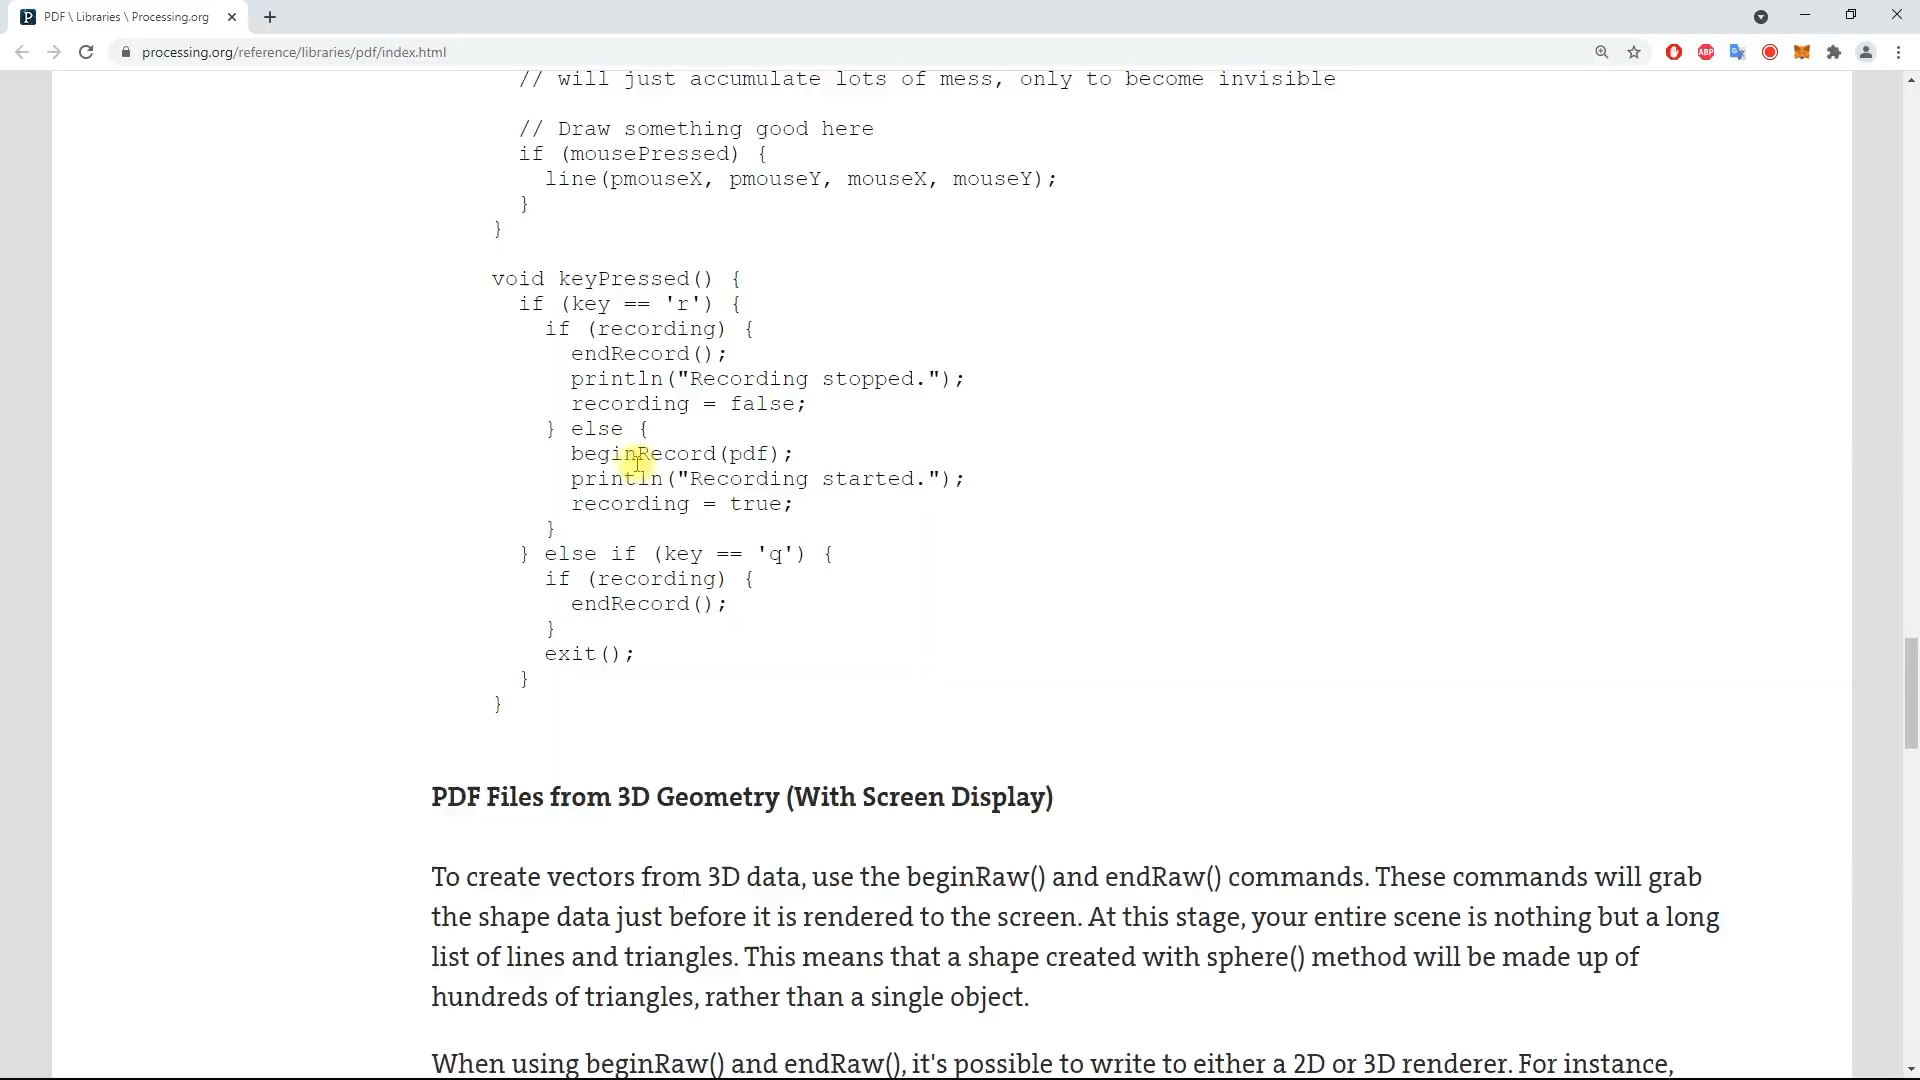 PDF \ Libraries \ Processing.org
processing.org/reference/libraries/pdf/index.html
ABP
// will just accumulate lots of mess, only to become invisible
// Draw something good here
if (mousePressed) {
line(pmouseX, pmouseY, mouseX, mouseY);
}
}
void keyPressed() {
if (key == 'r') {
if (recording) {
endRecord();
println("Recording stopped.");
recording = false;
} else {
beginRecord(pdf);
println("Recording started.");
recording = true;
}
} else if (key == 'q') {
if (recording) {
endRecord();
}
exit();
}
}
PDF Files from 3D Geometry (With Screen Display)
To create vectors from 3D data, use the beginRaw() and endRaw() commands. These commands will grab
the shape data just before it is rendered to the screen. At this stage, your entire scene is nothing but a long
list of lines and triangles. This means that a shape created with sphere() method will be made up of
hundreds of triangles, rather than a single object.
When using beginRaw() and endRaw(), it's possible to write to either a 2D or 3D renderer. For instance,